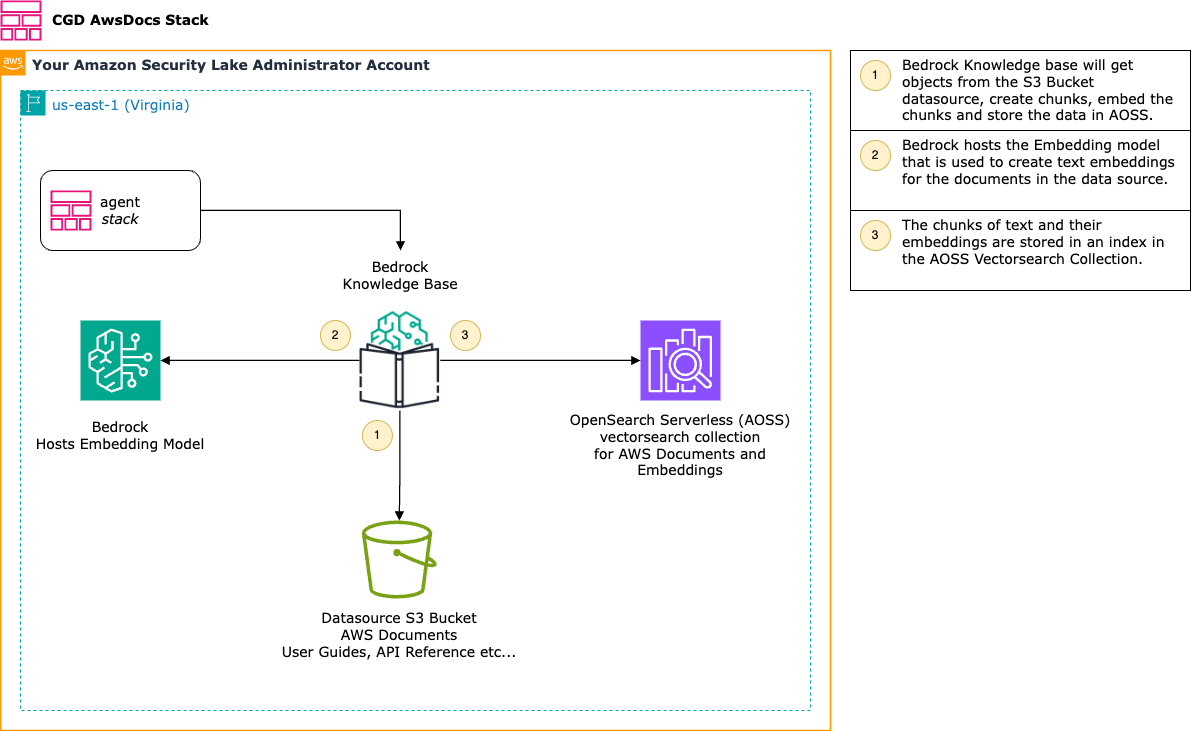 CGD AwsDocs Stack
aws
Your Amazon Security Lake Administrator Account
us-east-1 (Virginia)
agent
stack
Bedrock
Knowledge Base
2
3
Bedrock
Hosts Embedding Model
OpenSearch Serverless (AOSS)
vectorsearch collection
for AWS Documents and
Embeddings
1
Datasource S3 Bucket
AWS Documents
User Guides, API Reference etc...
1
Bedrock Knowledge base will get
objects from the S3 Bucket
datasource, create chunks, embed the
chunks and store the data in AOSS.
2
Bedrock hosts the Embedding model
that is used to create text embeddings
for the documents in the data source.
3
The chunks of text and their
embeddings are stored in an index in
the AOSS Vectorsearch Collection.